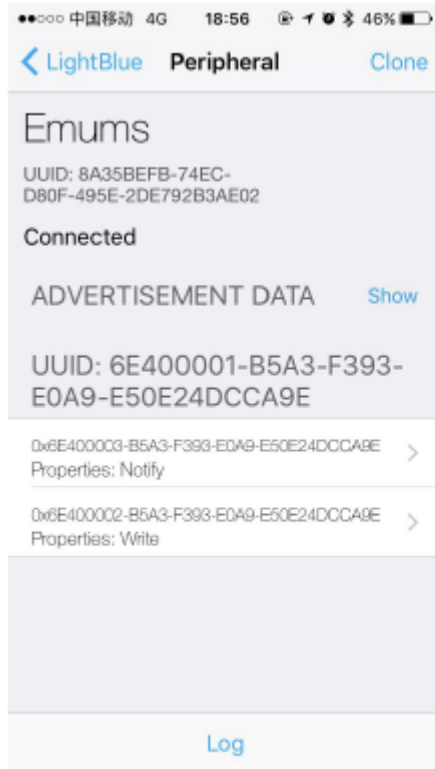 中国移动 4G 18:56 46%
LightBlue Peripheral Clone
Emums
UUID: 8A35BEFB-74EC-
D80F-495E-2DE792B3AE02
Connected
ADVERTISEMENT DATA Show
UUID: 6E400001-B5A3-F393-
E0A9-E50E24DCCA9E
0x6E400003-B5A3-F393-E0A9-E50E24DCCA9E
Properties: Notify
0x6E400002-B5A3-F393-E0A9-E50E24DCCA9E
Properties: Write
Log